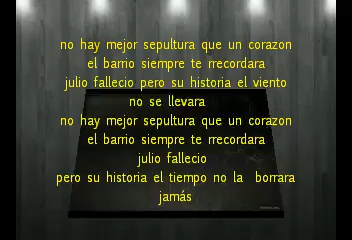 no hay mejor sepultura que un corazon
el barrio siempre te rrecordara
julio fallecio pero su historia el viento
no se llevara
no hay mejor sepultura que un corazon
el barrio siempre te rrecordara
julio fallecio
pero su historia el tiempo no la borrara
jamás